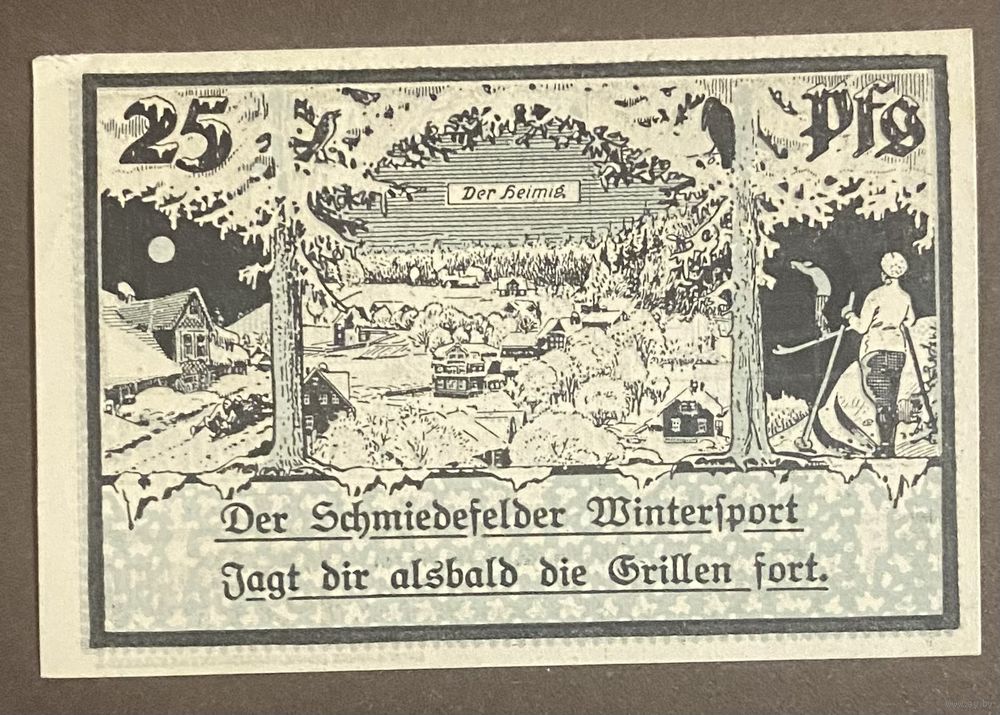 25 Pfg
Der Heimig.
Der Schmiedefelder Wintersport
Jagt dir alsbald die Grillen fort.